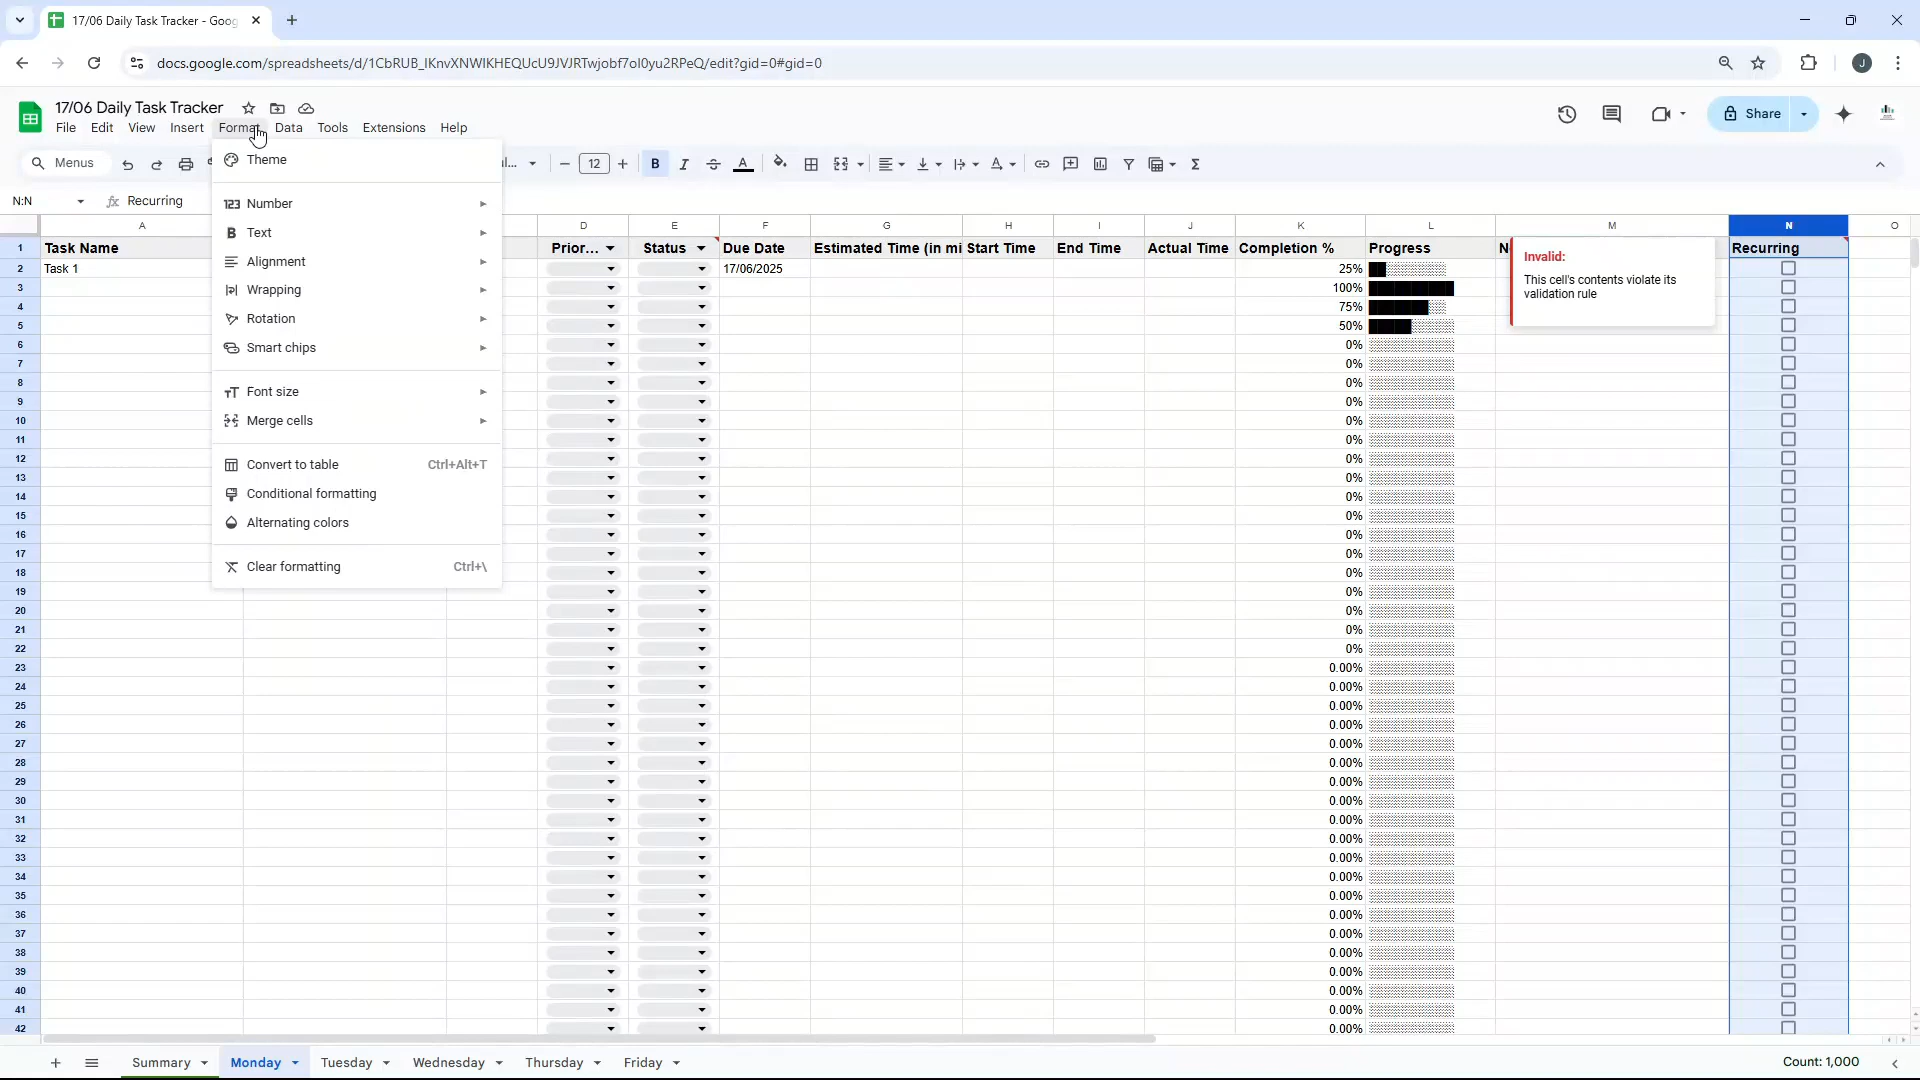 17/06 Daily Task Tracker - Goog
docs.google.com/spreadsheets/d/1CbRUB_IKnvXNWIKHEQUcU9JVJRTwjobf7ol0yu2RPeQ/edit?gid=0#gid=0
J
17/06 Daily Task Tracker
File Edit View Insert Format Data Tools Extensions Help
Share
Menus
12
N:N
Recurring
Theme
Number
Text
Alignment
Wrapping
Rotation
Smart chips
Font size
Merge cells
Convert to table Ctrl+Alt+T
Conditional formatting
Alternating colors
Clear formatting Ctrl+\
A D E F G H I J K L M N O
1 Task Name Prior... Status Due Date Estimated Time (in mi Start Time End Time Actual Time Completion % Progress N Recurring
2 Task 1 17/06/2025 25%
3 100%
4 75%
5 50%
6 0%
7 0%
8 0%
9 0%
10 0%
11 0%
12 0%
13 0%
14 0%
15 0%
16 0%
17 0%
18 0%
19 0%
20 0%
21 0%
22 0%
23 0.00%
24 0.00%
25 0.00%
26 0.00%
27 0.00%
28 0.00%
29 0.00%
30 0.00%
31 0.00%
32 0.00%
33 0.00%
34 0.00%
35 0.00%
36 0.00%
37 0.00%
38 0.00%
39 0.00%
40 0.00%
41 0.00%
42 0.00%
Invalid:
This cell's contents violate its
validation rule
Summary Monday Tuesday Wednesday Thursday Friday
Count: 1,000